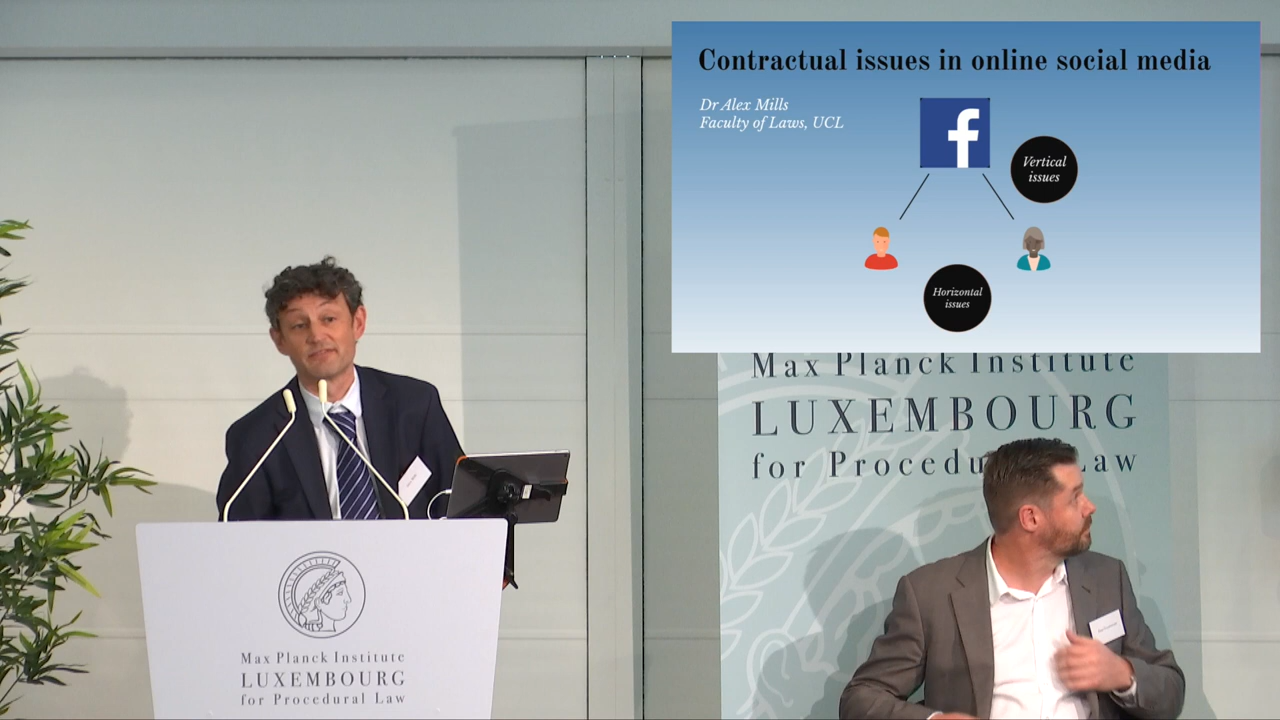 Contractual issues in online social media
Dr Alex Mills
Faculty of Laws, UCL
f
Vertical
issues
Horizontal
issues
Max Planck Institute
LUXEMBOURG
for Procedu Law
Max Planck Institute
LUXEMBOURG
for Procedural Law